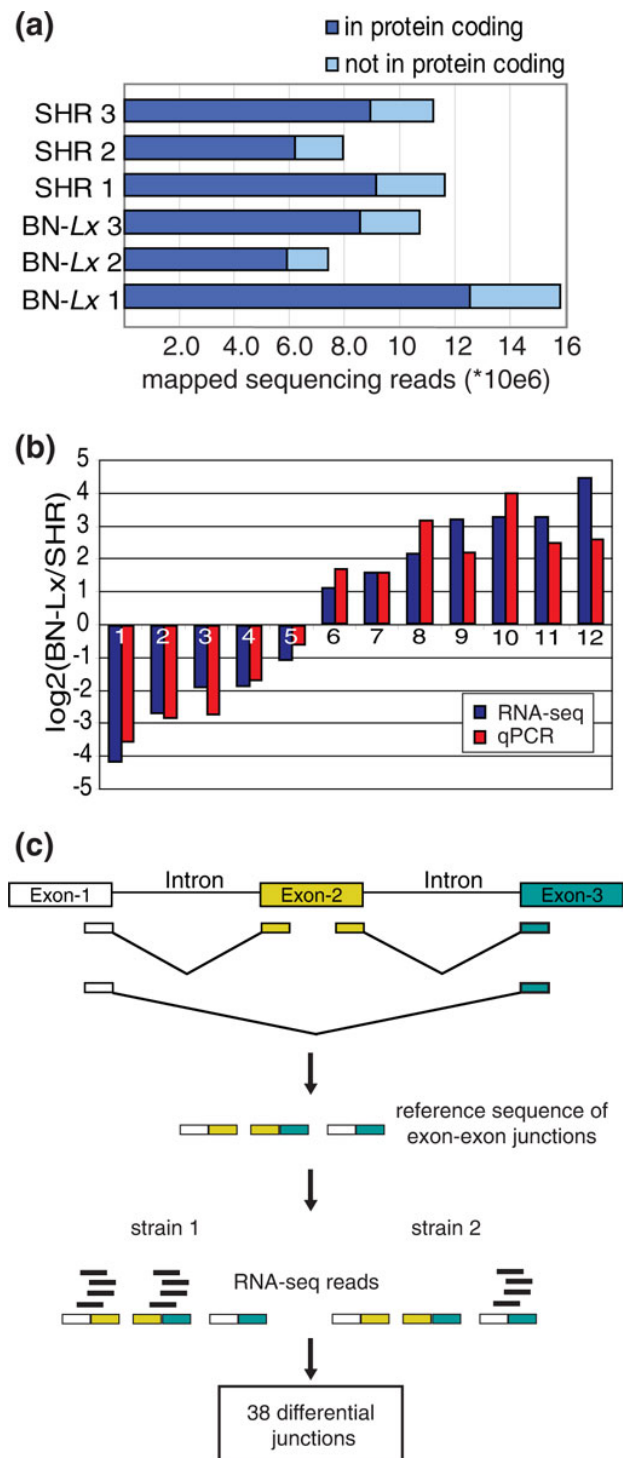 (a)
in protein coding
not in protein coding
SHR 3
SHR 2
SHR 1
BN-Lx 3
BN-Lx 2
BN-Lx 1
2.0 4.0 6.0 8.0 10 12 14 16
mapped sequencing reads (*10e6)
(b)
log2(BN-Lx/SHR)
5
4
3
2
1
0
-1
-2
-3
-4
-5
1 2 3 4 5 6 7 8 9 10 11 12
RNA-seq
qPCR
(c)
Intron Intron
Exon-1 Exon-2 Exon-3
reference sequence of
exon-exon junctions
strain 1 strain 2
RNA-seq reads
38 differential
junctions